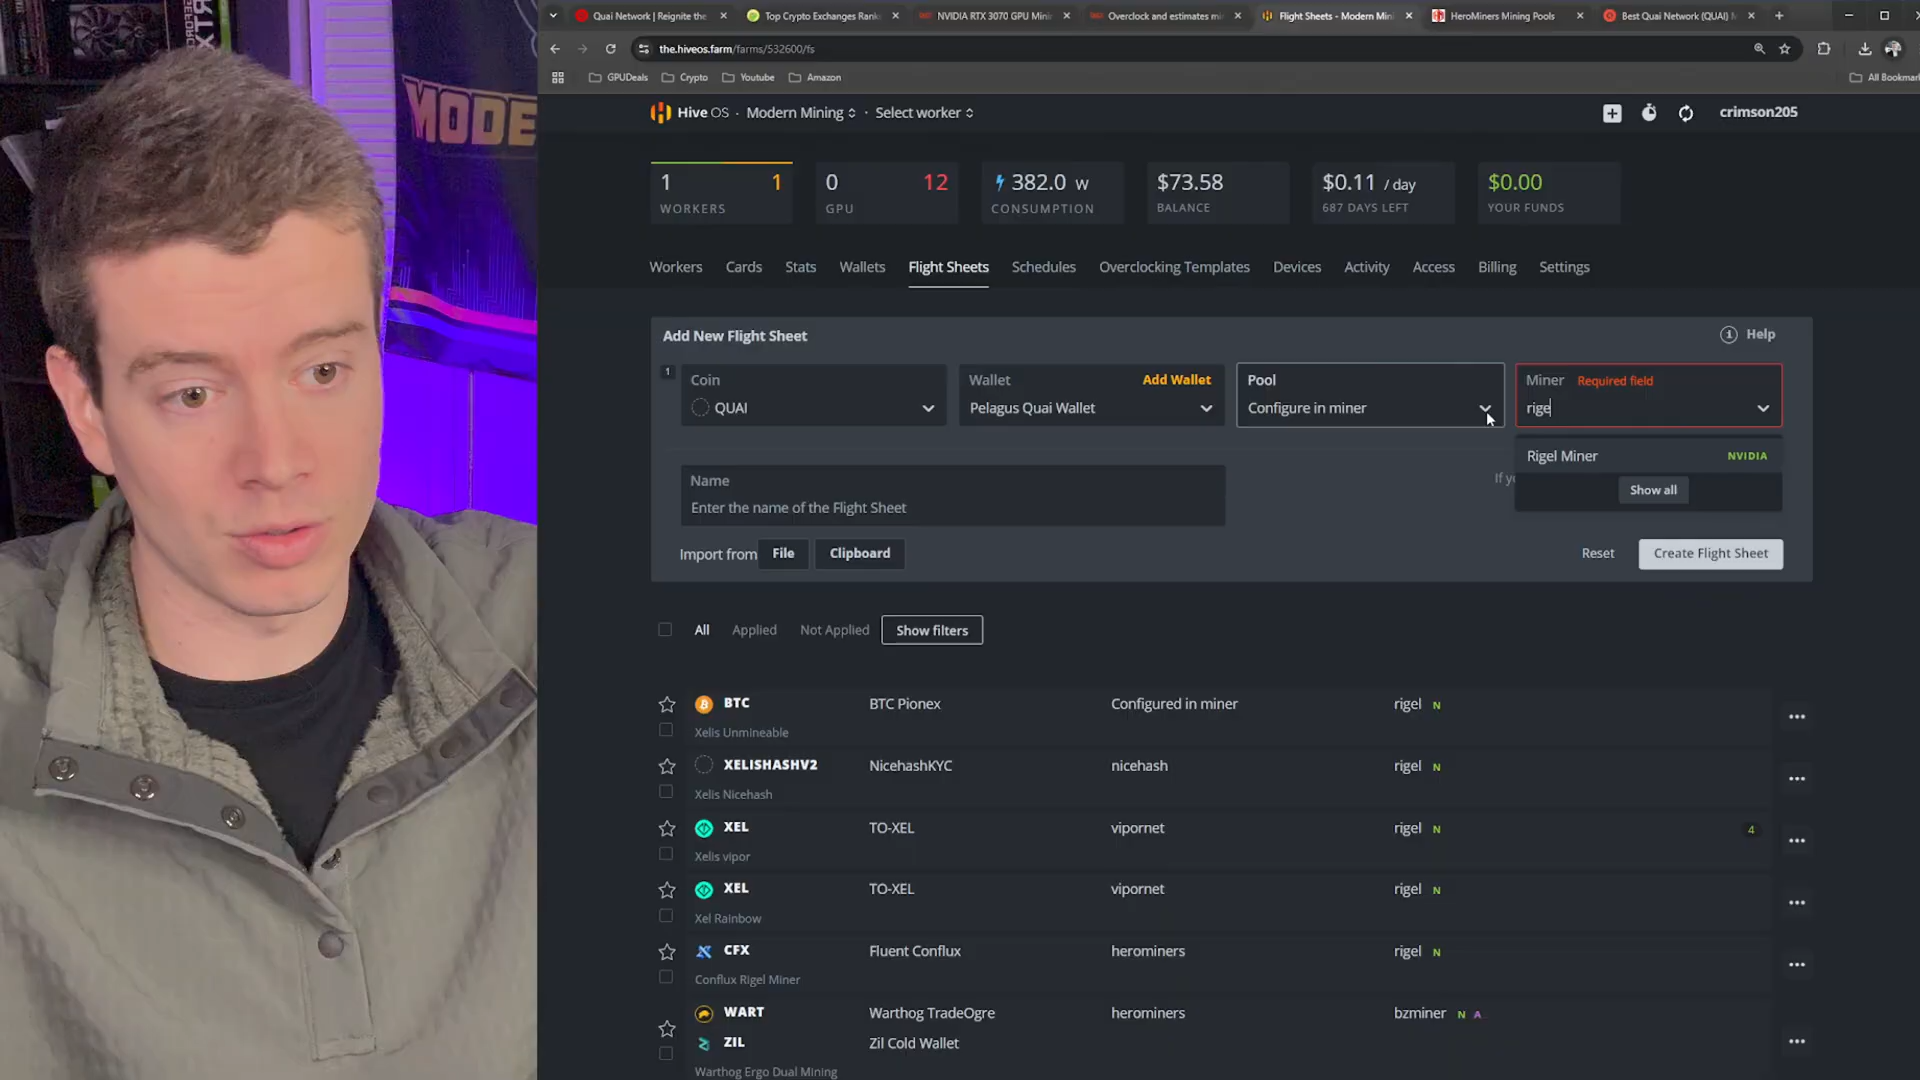 Quai Network | Reignite the
Top Crypto Exchanges Rank
NVIDIA RTX 3070 GPU Mini
Overclock and estimates mi
Flight Sheets - Modern Min
HeroMiners Mining Pools
Best Quai Network (QUAI) M
the.hiveos.farm/farms/532600/fs
GPUDeals
Crypto
Youtube
Amazon
All Bookmar
Hive OS · Modern Mining · Select worker
crimson205
1 1
WORKERS
0 12
GPU
382.0 W
CONSUMPTION
$73.58
BALANCE
$0.11 / day
687 DAYS LEFT
$0.00
YOUR FUNDS
Workers Cards Stats Wallets Flight Sheets Schedules Overclocking Templates Devices Activity Access Billing Settings
Add New Flight Sheet
Help
1
Coin
QUAI
Wallet Add Wallet
Pelagus Quai Wallet
Pool
Configure in miner
Miner Required field
rige
Rigel Miner NVIDIA
Show all
If yo
Name
Enter the name of the Flight Sheet
Import from File Clipboard
Reset Create Flight Sheet
All Applied Not Applied Show filters
BTC BTC Pionex Configured in miner rigel N
Xelis Unmineable
XELISHASHV2 NicehashKYC nicehash rigel N
Xelis Nicehash
XEL TO-XEL vipornet rigel N 4
Xelis vipor
XEL TO-XEL vipornet rigel N
Xel Rainbow
CFX Fluent Conflux herominers rigel N
Conflux Rigel Miner
WART Warthog TradeOgre herominers bzminer N A
ZIL Zil Cold Wallet
Warthog Ergo Dual Mining
MODE
RTX